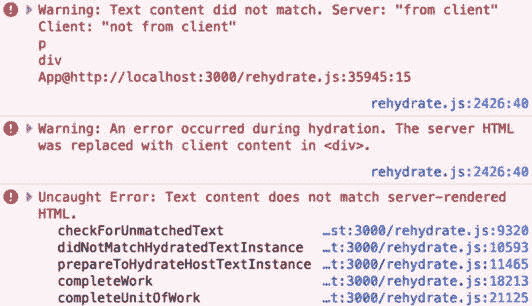 Warning: Text content did not match. Server: "from client"
Client: "not from client"
p
div
App@http://localhost:3000/rehydrate.js:35945:15
rehydrate.js:2426:40
Warning: An error occurred during hydration. The server HTML
was replaced with client content in <div>.
rehydrate.js:2426:40
Uncaught Error: Text content does not match server-rendered
HTML.
checkForUnmatchedText …st:3000/rehydrate.js:9320
didNotMatchHydratedTextInstance …t:3000/rehydrate.js:10593
prepareToHydrateHostTextInstance …t:3000/rehydrate.js:11465
completeWork …t:3000/rehydrate.js:18213
completeUnitOfWork …t:3000/rehydrate.js:21125